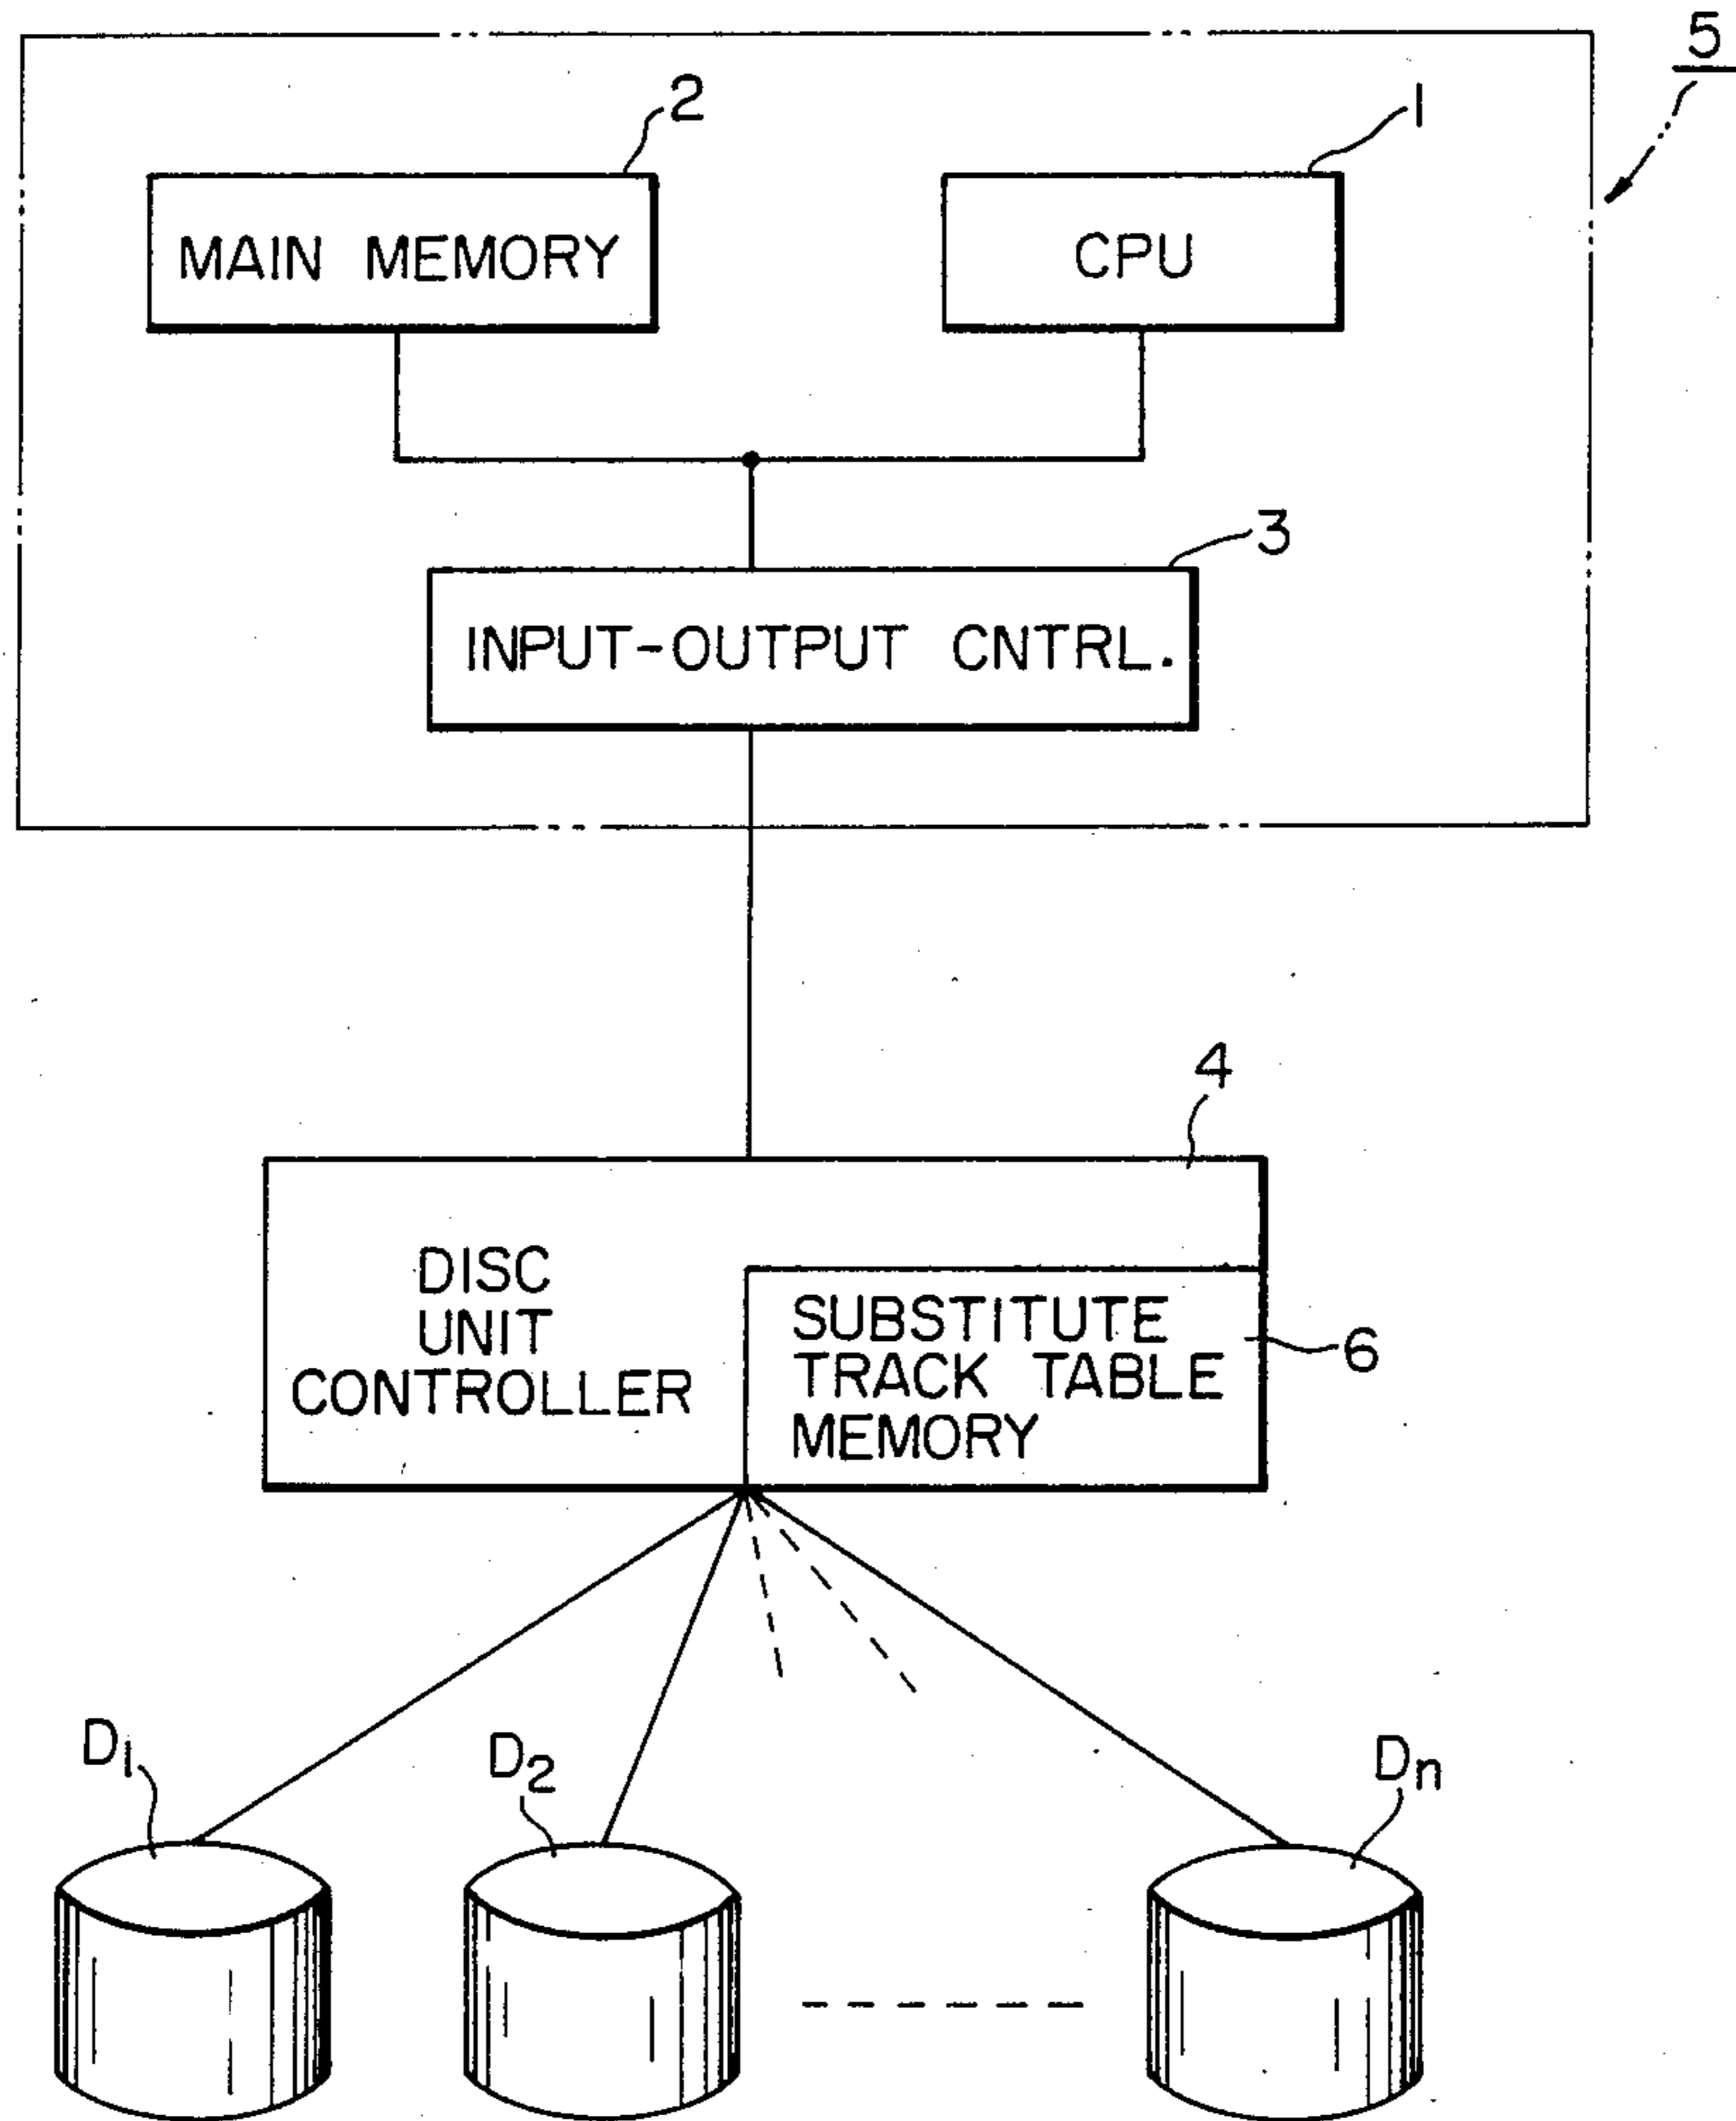 5
2
1
MAIN MEMORY
CPU
3
INPUT-OUTPUT CNTRL.
4
DISC
UNIT
CONTROLLER
SUBSTITUTE
TRACK TABLE
MEMORY
6
D1
D2
Dn